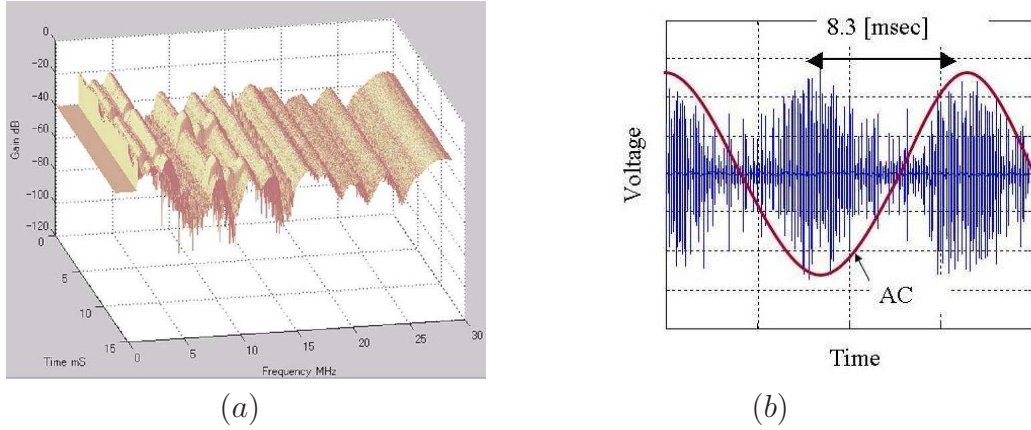 0
−20
−40
−60
−80
−100
−120
Gain dB
0
5
10
15
Time mS
0
5
10
15
20
25
30
Frequency MHz
(a)
8.3 [msec]
Voltage
AC
Time
(b)